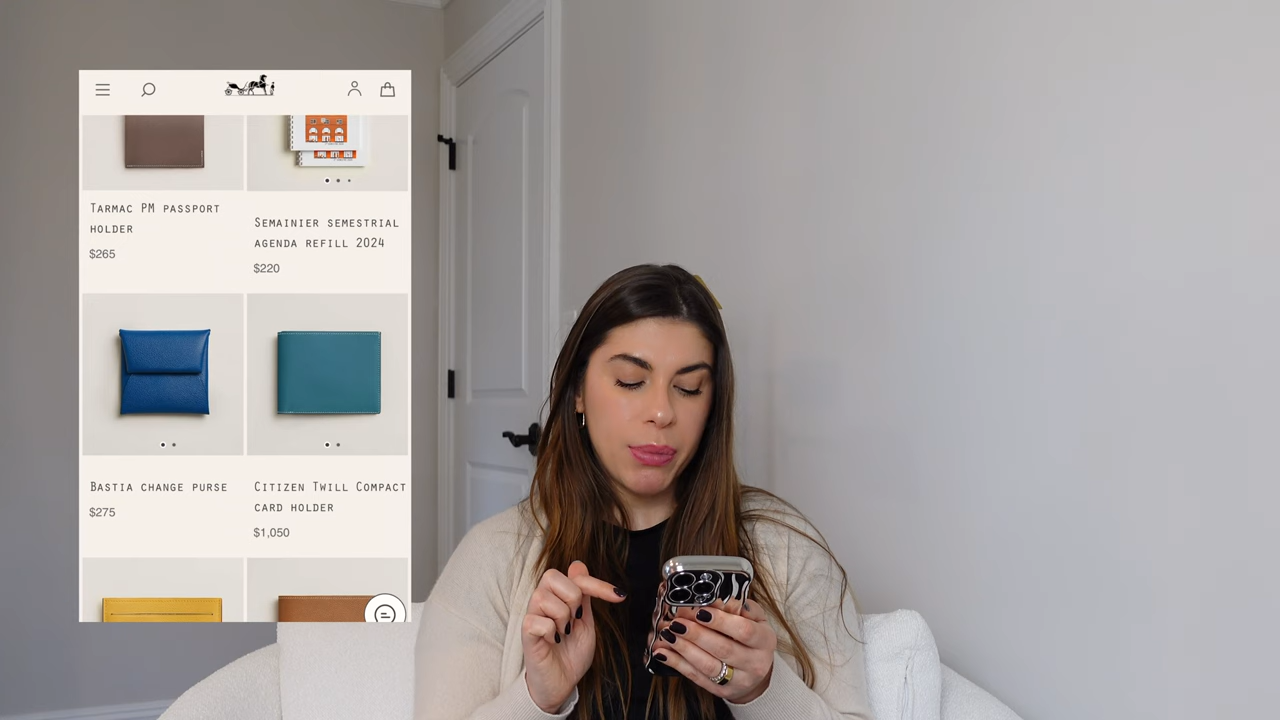 Tarmac PM passport
holder
$265
Semainier semestrial
agenda refill 2024
$220
Bastia change purse
$275
Citizen Twill Compact
card holder
$1,050